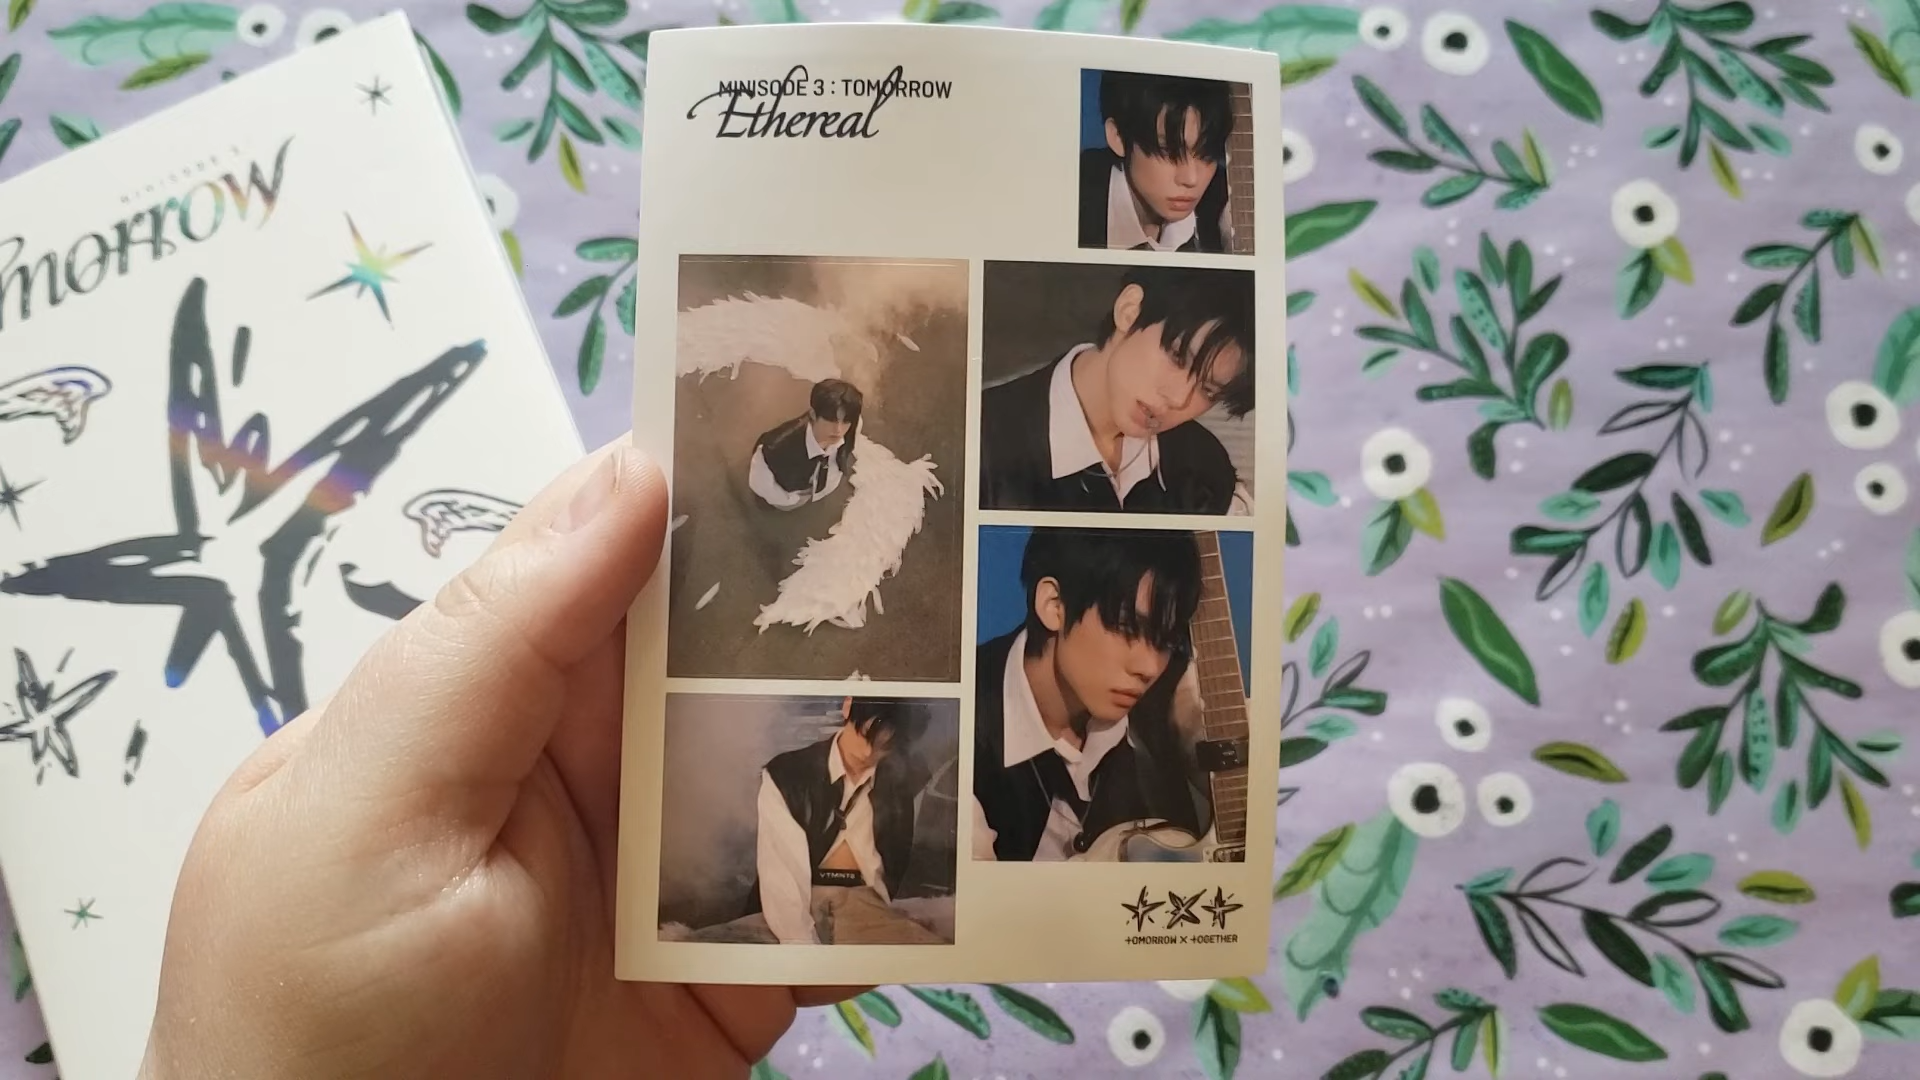 MINISODE 3 : TOMORROW
Ethereal
VTMNTS
TOMORROW X TOGETHER
MINISODE 3:
Tomorrow